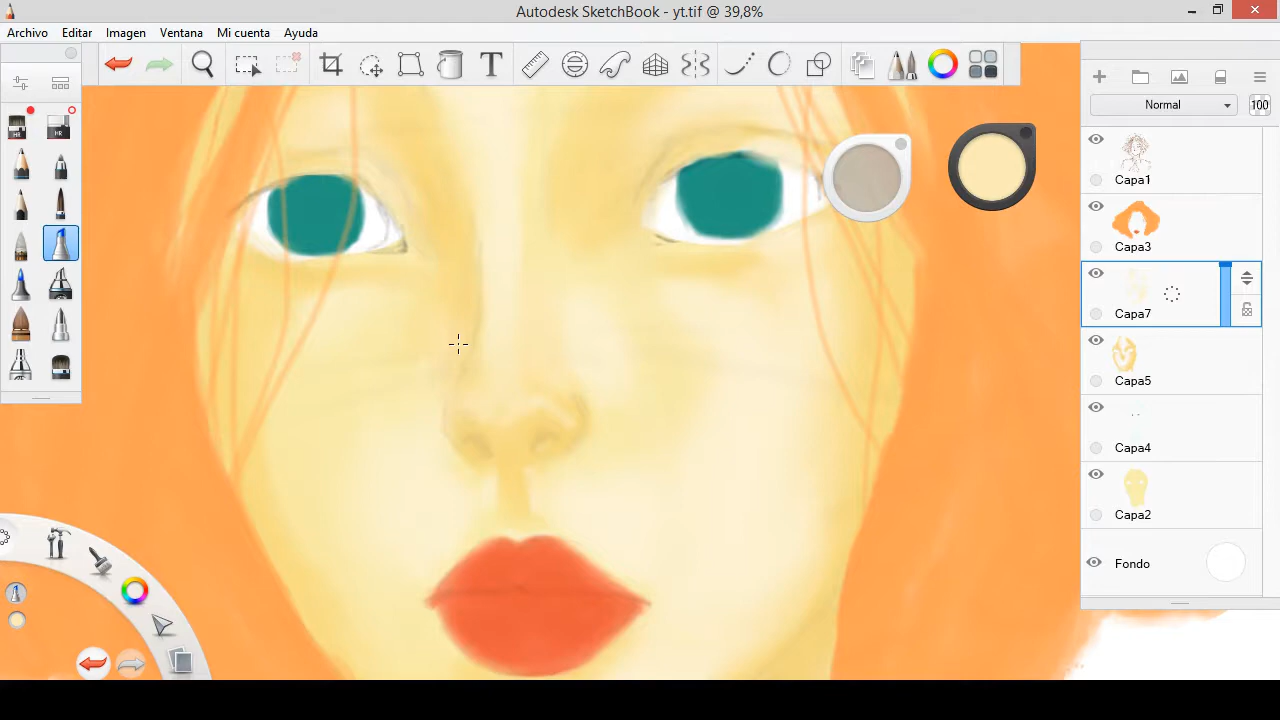 Autodesk SketchBook - yt.tif @ 39,8%
Archivo Editar Imagen Ventana Mi cuenta Ayuda
T
Normal 100
Capa1
Capa3
Capa7
Capa5
Capa4
Capa2
Fondo